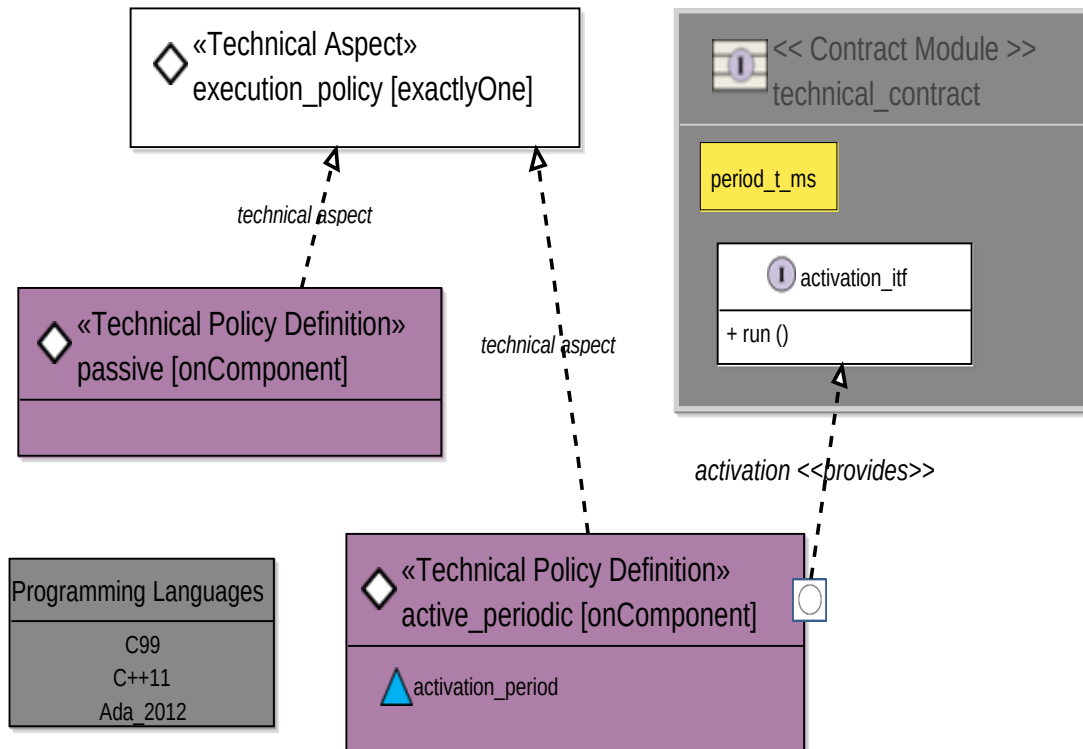 «Technical Aspect»
execution_policy [exactlyOne]
<< Contract Module >>
technical_contract
period_t_ms
technical aspect
I activation_itf
+ run ()
«Technical Policy Definition»
passive [onComponent]
technical aspect
activation <<provides>>
«Technical Policy Definition»
active_periodic [onComponent]
activation_period
Programming Languages
C99
C++11
Ada_2012